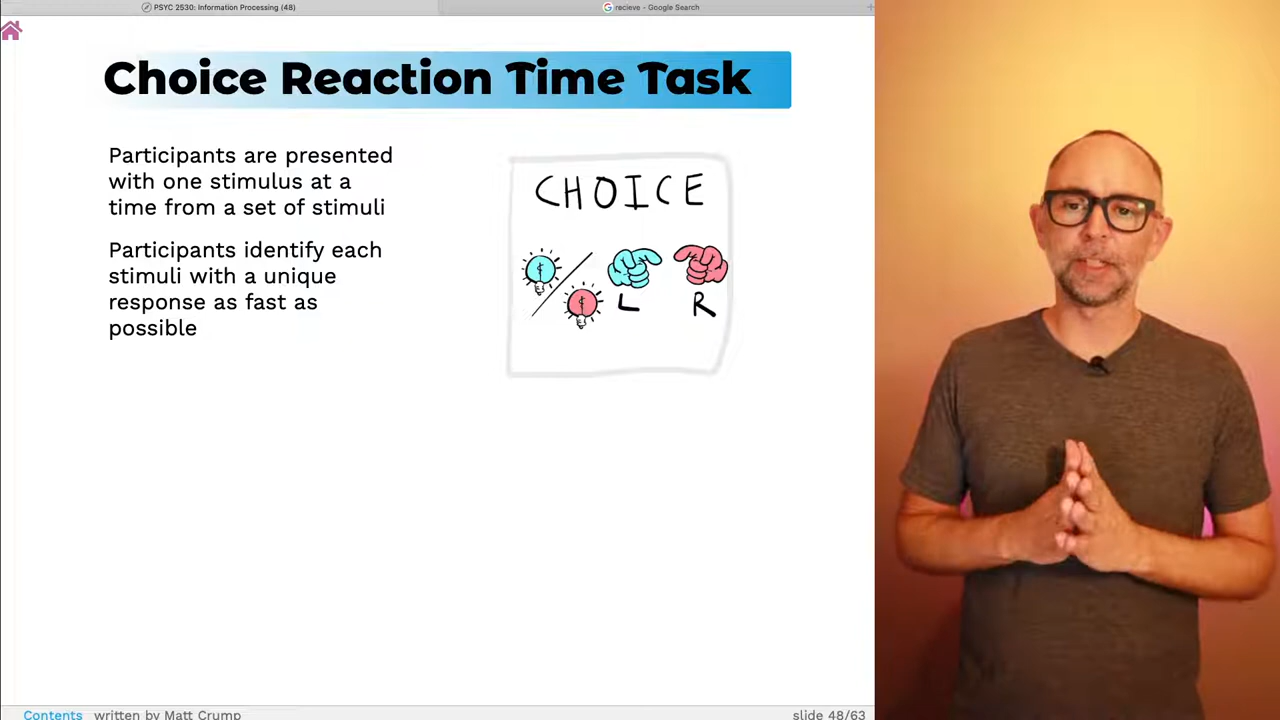 PSYC 2530: Information Processing (48)
recieve - Google Search
Choice Reaction Time Task
Participants are presented
with one stimulus at a
time from a set of stimuli
Participants identify each
stimuli with a unique
response as fast as
possible
CHOICE
L R
Contents written by Matt Crump
slide 48/63